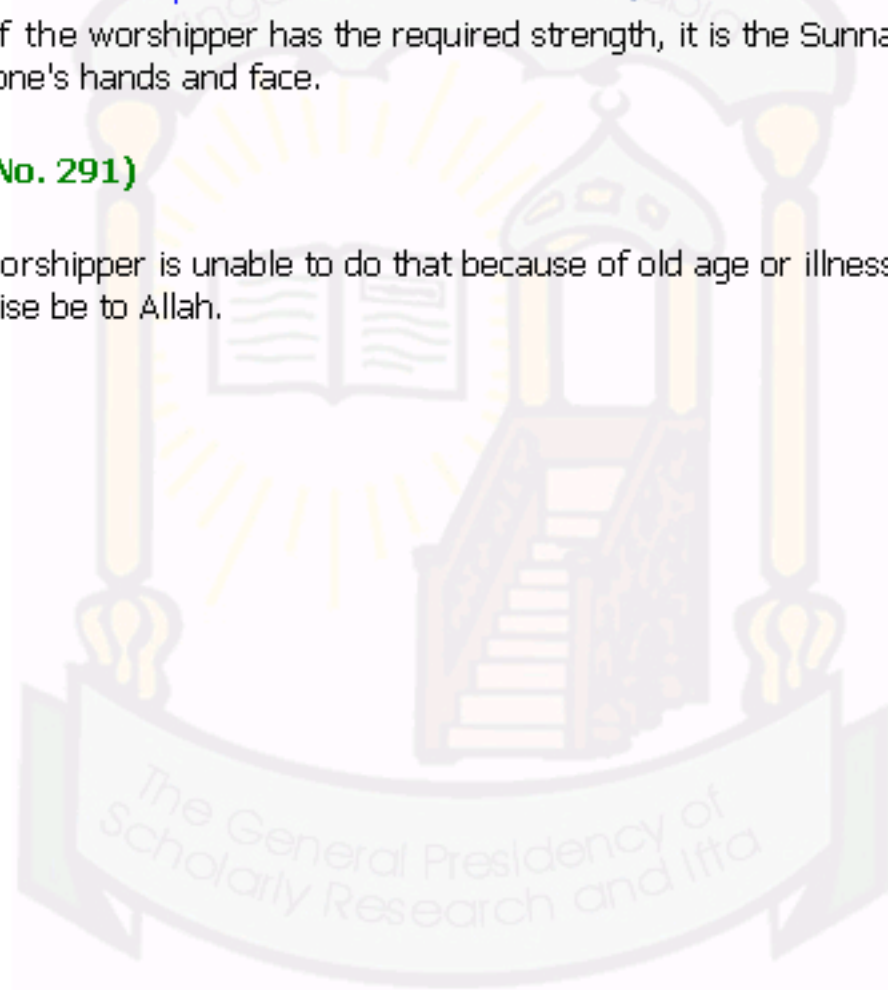 f the worshipper has the required strength, it is the Sunna
one's hands and face.
No. 291)
orshipper is unable to do that because of old age or illness
ise be to Allah.
The General Presidency of
Scholarly Research and Ifta